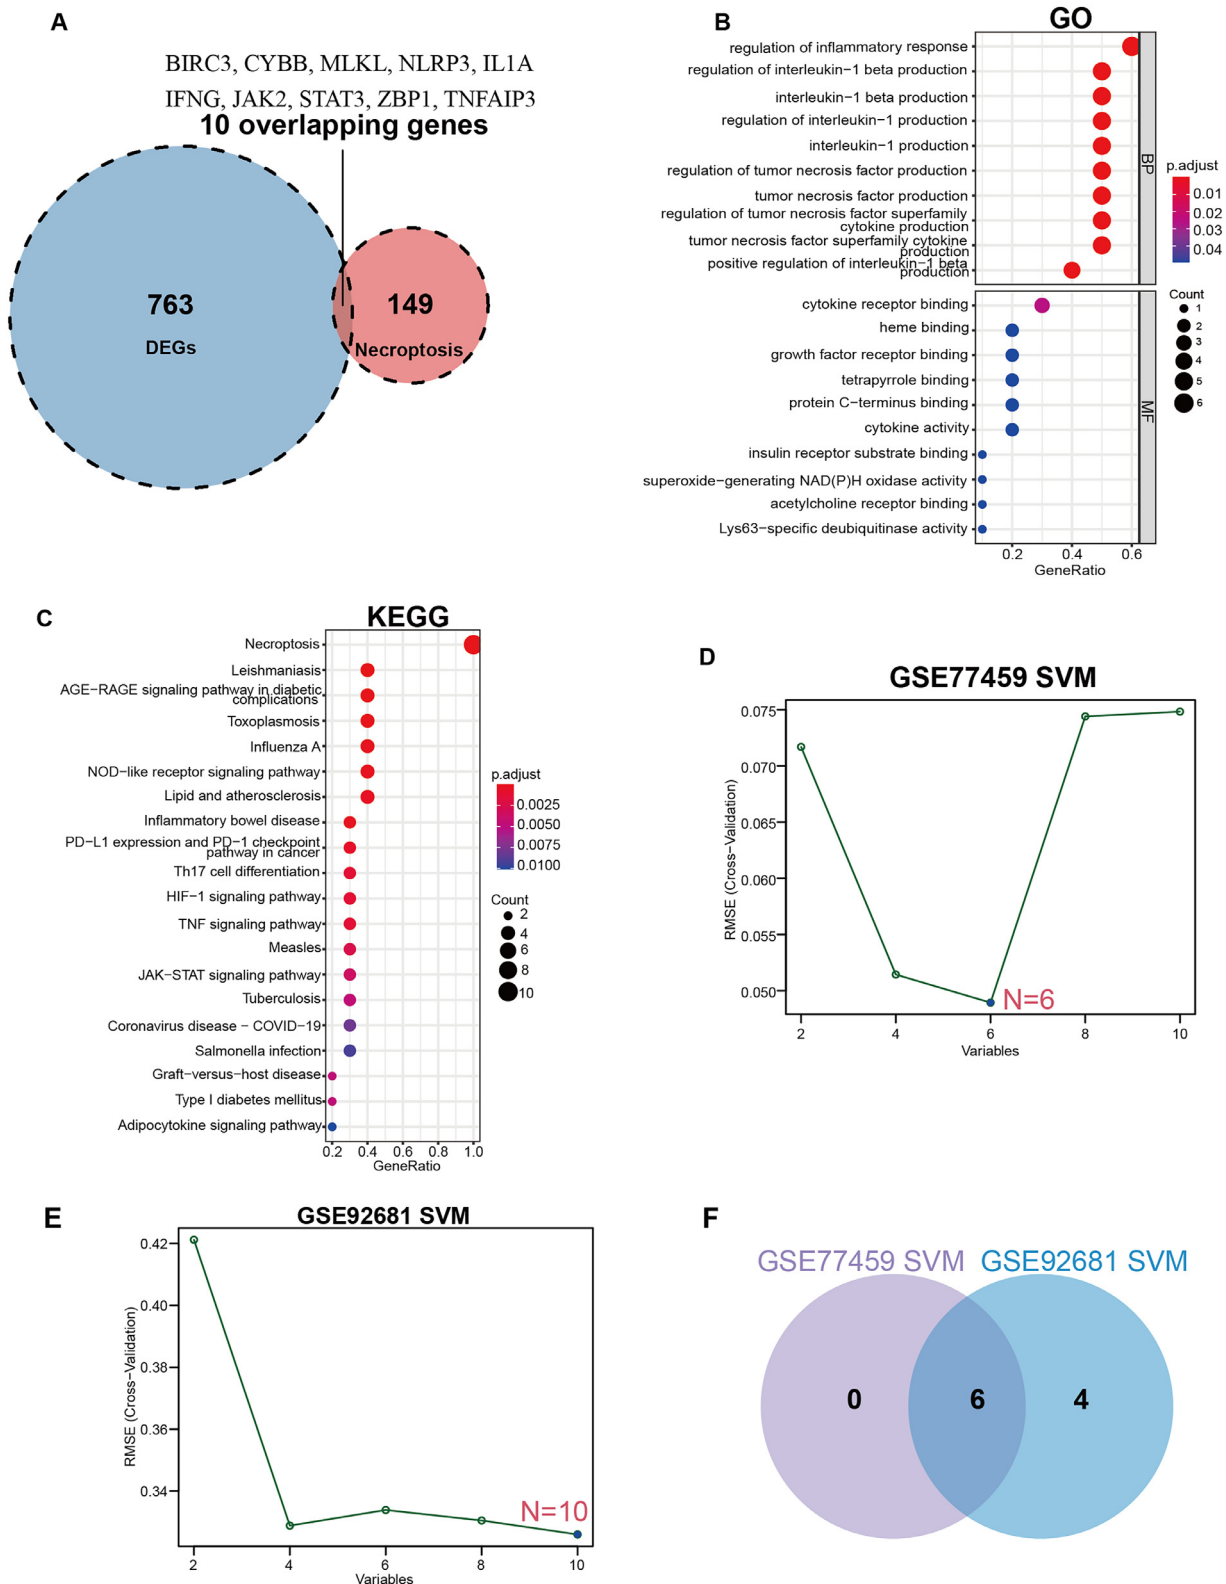 A
BIRC3, CYBB, MLKL, NLRP3, IL1A
IFNG, JAK2, STAT3, ZBP1, TNFAIP3
10 overlapping genes
763
DEGs
149
Necroptosis
B
GO
regulation of inflammatory response
regulation of interleukin−1 beta production
interleukin−1 beta production
regulation of interleukin−1 production
interleukin−1 production
regulation of tumor necrosis factor production
tumor necrosis factor production
regulation of tumor necrosis factor superfamily
cytokine production
tumor necrosis factor superfamily cytokine
production
positive regulation of interleukin−1 beta
production
BP
cytokine receptor binding
heme binding
growth factor receptor binding
tetrapyrrole binding
protein C−terminus binding
cytokine activity
insulin receptor substrate binding
superoxide−generating NAD(P)H oxidase activity
acetylcholine receptor binding
Lys63−specific deubiquitinase activity
MF
0.2 0.4 0.6
GeneRatio
p.adjust
0.01
0.02
0.03
0.04
Count
1
2
3
4
5
6
C
KEGG
Necroptosis
Leishmaniasis
AGE−RAGE signaling pathway in diabetic
complications
Toxoplasmosis
Influenza A
NOD−like receptor signaling pathway
Lipid and atherosclerosis
Inflammatory bowel disease
PD−L1 expression and PD−1 checkpoint
pathway in cancer
Th17 cell differentiation
HIF−1 signaling pathway
TNF signaling pathway
Measles
JAK−STAT signaling pathway
Tuberculosis
Coronavirus disease − COVID−19
Salmonella infection
Graft−versus−host disease
Type I diabetes mellitus
Adipocytokine signaling pathway
0.2 0.4 0.6 0.8 1.0
GeneRatio
p.adjust
0.0025
0.0050
0.0075
0.0100
Count
2
4
6
8
10
D
GSE77459 SVM
RMSE (Cross−Validation)
0.075
0.070
0.065
0.060
0.055
0.050
N=6
2 4 6 8 10
Variables
E
GSE92681 SVM
RMSE (Cross−Validation)
0.42
0.40
0.38
0.36
0.34
N=10
2 4 6 8 10
Variables
F
GSE77459 SVM GSE92681 SVM
0 6 4